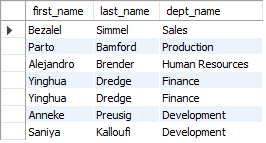 first_name last_name dept_name
Bezalel Simmel Sales
Parto Bamford Production
Alejandro Brender Human Resources
Yinghua Dredge Finance
Yinghua Dredge Finance
Anneke Preusig Development
Saniya Kalloufi Development